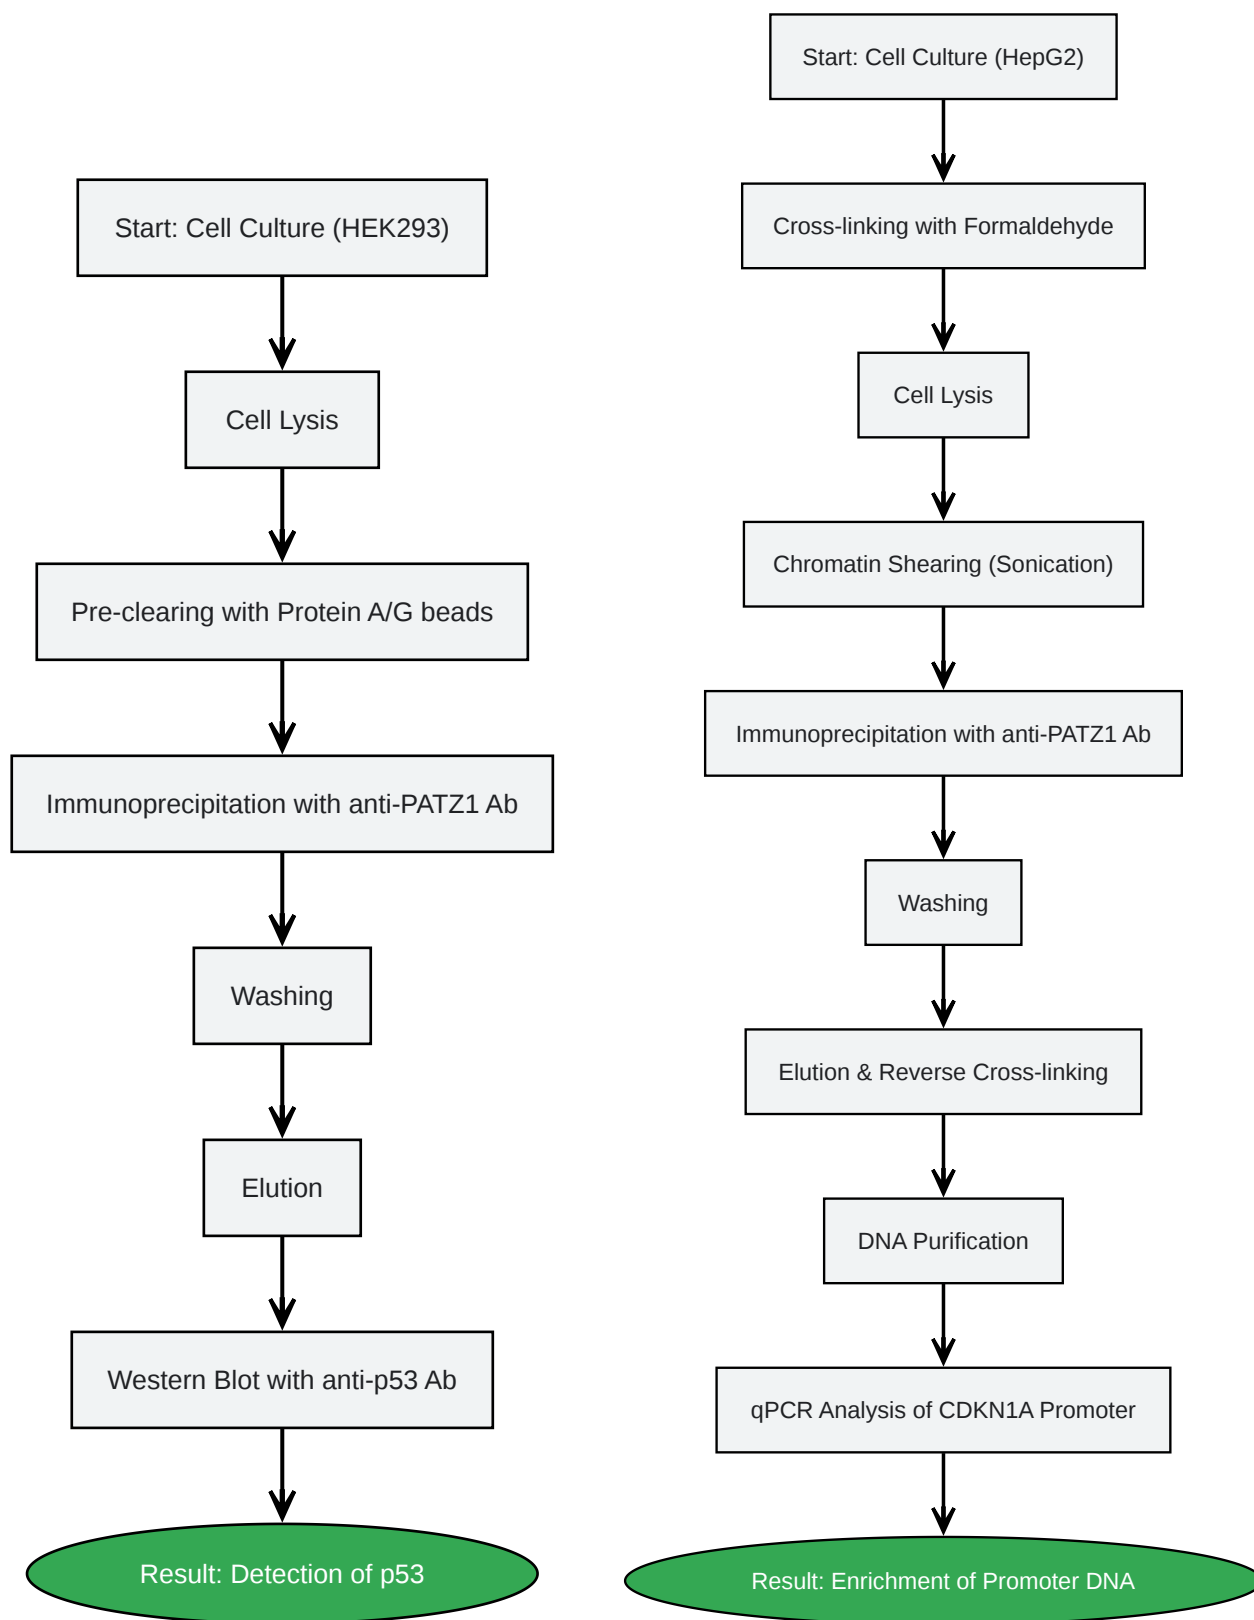 Start: Cell Culture (HEK293)
Cell Lysis
Pre-clearing with Protein A/G beads
Immunoprecipitation with anti-PATZ1 Ab
Washing
Elution
Western Blot with anti-p53 Ab
Result: Detection of p53
Start: Cell Culture (HepG2)
Cross-linking with Formaldehyde
Cell Lysis
Chromatin Shearing (Sonication)
Immunoprecipitation with anti-PATZ1 Ab
Washing
Elution & Reverse Cross-linking
DNA Purification
qPCR Analysis of CDKN1A Promoter
Result: Enrichment of Promoter DNA